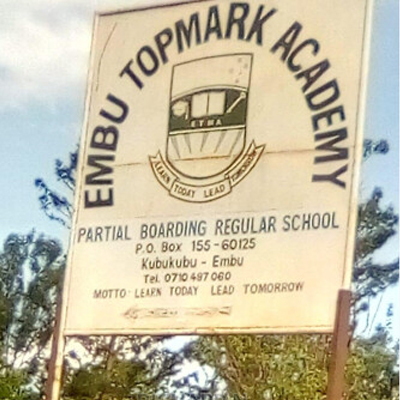 EMBU TOPMARK ACADEMY
ETMA
LEARN TODAY LEAD TOMORROW
PARTIAL BOARDING REGULAR SCHOOL
P.O. Box 155-60125
Kubukubu - Embu
Tel. 0710 497 060
MOTTO- LEARN TODAY LEAD TOMORROW